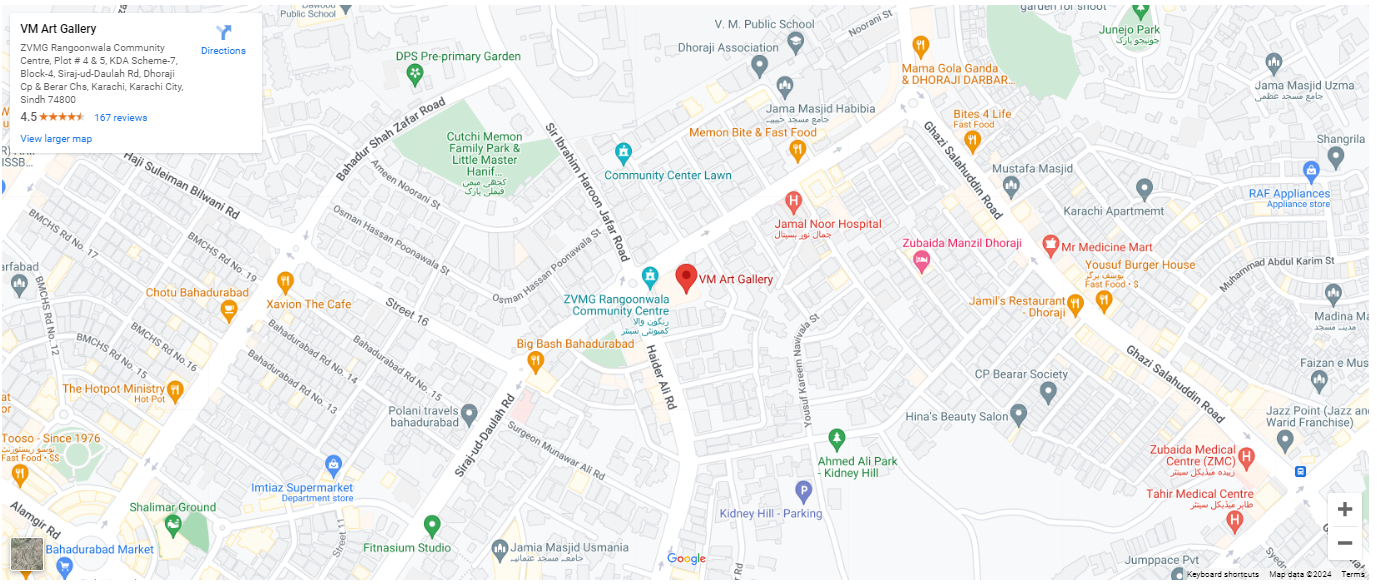 VM Art Gallery
ZVMG Rangoonwala Community
Centre, Plot # 4 & 5, KDA Scheme-7,
Block-4, Siraj-ud-Daulah Rd, Dhoraji
Cp & Berar Chs, Karachi, Karachi City,
Sindh 74800
4.5
167 reviews
View larger map
Directions
Public School
DPS Pre-primary Garden
V. M. Public School
Noorani St
Dhoraji Association
garden for shoot
Junejo Park
جونیجو پارک
Mama Gola Ganda
& DHORAJI DARBAR...
Jama Masjid Uzma
جامع مسجد عظمی
Jama Masjid Habibia
Bites 4 Life
Fast Food
Bahadur Shah Zafar Road
Cutchi Memon
Family Park &
Little Master
Hanif...
کچھی میمن
فیملی پارک
Sir Ibrahim Haroon Jafar Road
Memon Bite & Fast Food
Ghazi Salahuddin Road
Shangrila
Community Center Lawn
Mustafa Masjid
Haji Suleiman Bilwani Rd
Ameen Noorani St
RAF Appliances
Appliance store
Karachi Apartmemt
Osman Hassan Poonawala St
Jamal Noor Hospital
جمال نور ہسپتال
BMCHS Rd No. 17
BMCHS Rd No. 19
Zubaida Manzil Dhoraji
Mr Medicine Mart
Yousuf Burger House
یوسف برگر
Fast Food • $
Muhammad Abdul Karim St
Osman Hassan Poonawala St
VM Art Gallery
Chotu Bahadurabad
Xavion The Cafe
Street 16
ZVMG Rangoonwala
Community Centre
رنگون والا
کمیونٹی سینٹر
Jamil's Restaurant
- Dhoraji
Madina Ma
BMCHS Rd No. 12
BMCHS Rd No. 15
BMCHS Rd No.16
Bahadurabad Rd No. 14
Bahadurabad Rd No. 15
Bahadurabad Rd No. 13
Big Bash Bahadurabad
Haider Ali Rd
Yousuf Kareem Nawiwala St
Ghazi Salahuddin Road
Faizan e Mus
The Hotpot Ministry
Hot Pot
CP Bearar Society
Polani travels
bahadurabad
Siraj-ud-Daulah Rd
Hina's Beauty Salon
Jazz Point (Jazz and
Warid Franchise)
Surgeon Munawar Ali Rd
Tooso - Since 1976
Fast Food • $$
Ahmed Ali Park
- Kidney Hill
Zubaida Medical
Centre (ZMC)
زبیدہ میڈیکل سینٹر
Imtiaz Supermarket
Department store
Tahir Medical Centre
طاہر میڈیکل سینٹر
Kidney Hill - Parking
Alamgir Rd
Shalimar Ground
Street 11
Bahadurabad Market
Fitnasium Studio
Jamia Masjid Usmania
جامعہ مسجد عثمانیہ
Google
Jumppace Pvt
Keyboard shortcuts
Map data ©2024
Terms